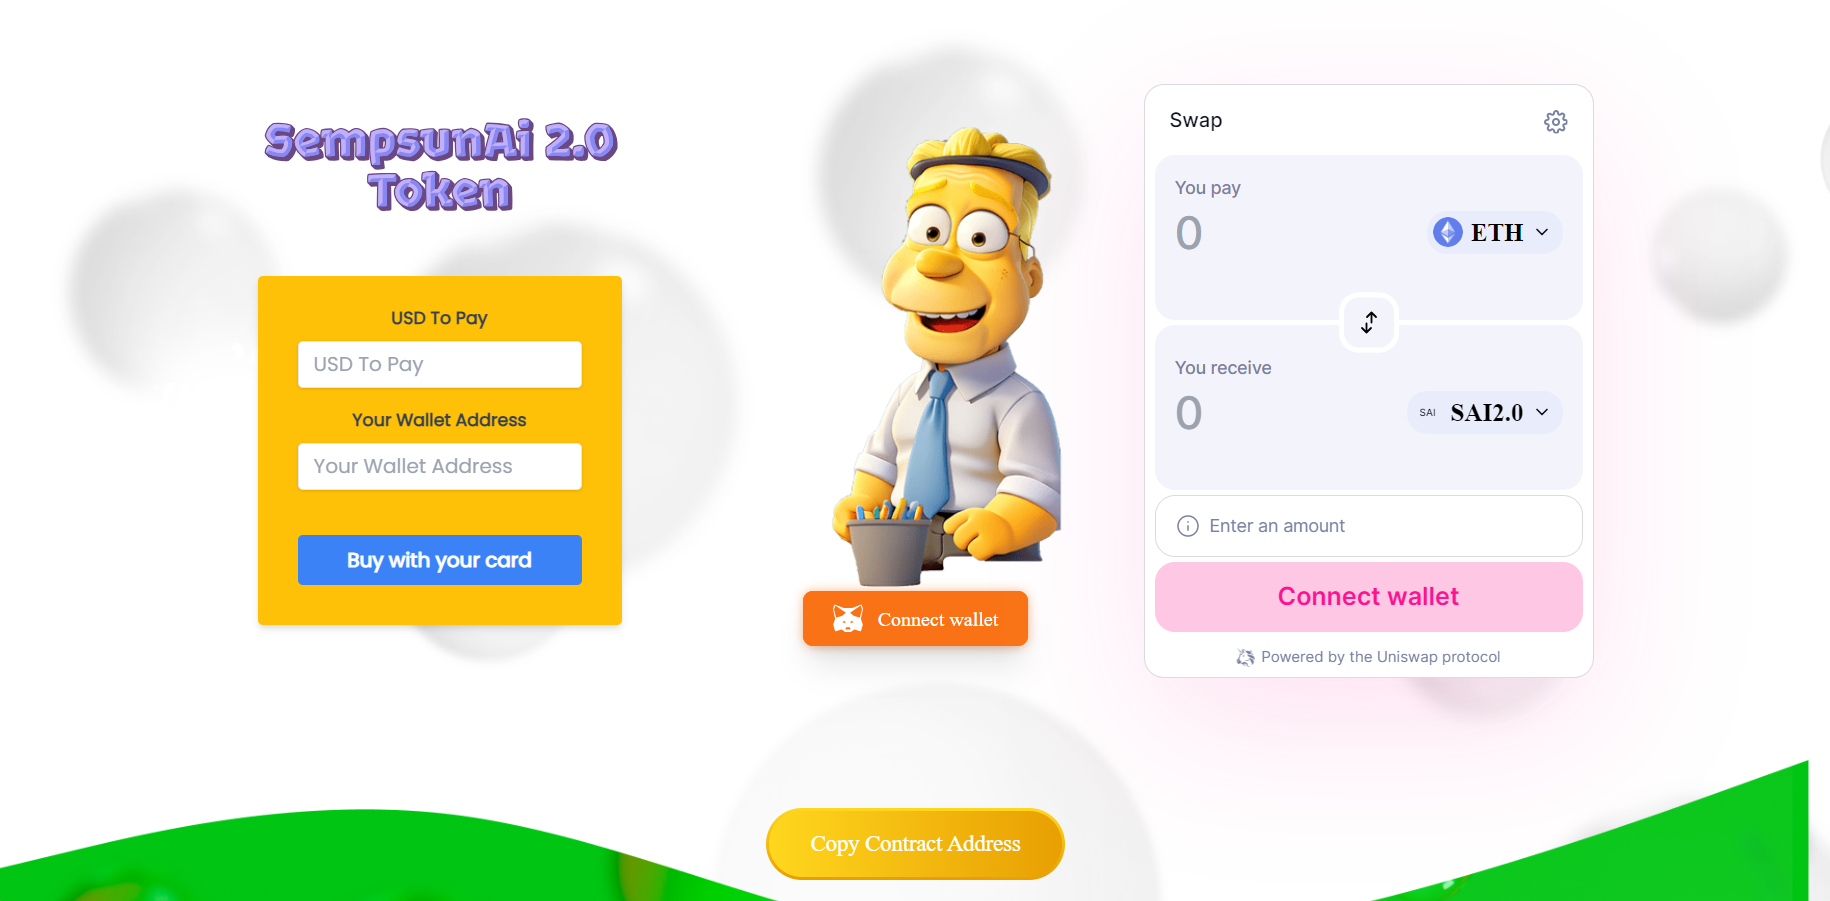 SempsunAi 2.0
Token
USD To Pay
USD To Pay
Your Wallet Address
Your Wallet Address
Buy with your card
Connect wallet
Swap
You pay
0
ETH
You receive
0
SAI
SAI2.0
Enter an amount
Connect wallet
Powered by the Uniswap protocol
Copy Contract Address